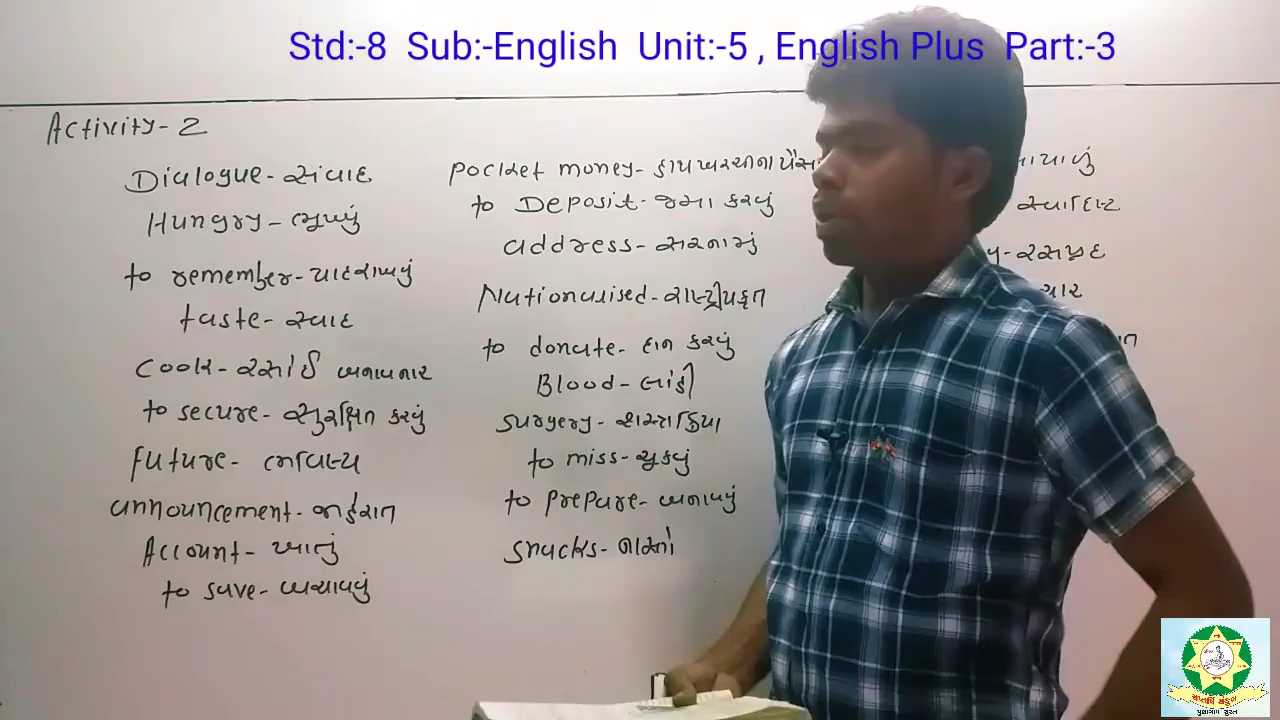 Std:-8 Sub:-English Unit:-5 , English Plus Part:-3
Activity-2
Dialogue-સંવાદ
Hungry-ભૂખ્યું
to remember-યાદ રાખવું
taste-સ્વાદ
Cook-રસોઈ બનાવનાર
to secure-સુરક્ષિત કરવું
Future-ભવિષ્ય
announcement-જાહેરાત
Account-ખાતું
to save-બચાવવું
pocket money-હાથખરચીના પૈસ
to Deposit-જમા કરવું
address-સરનામું
Nationalised-રાષ્ટ્રીયકૃત
to donate-દાન કરવું
Blood-લોહી
surgery-શસ્ત્રક્રિયા
to miss-ચૂકવું
to prepare-બનાવવું
snacks-નાસ્તો
સ્વાદિષ્ટ
y-રસપ્રદ